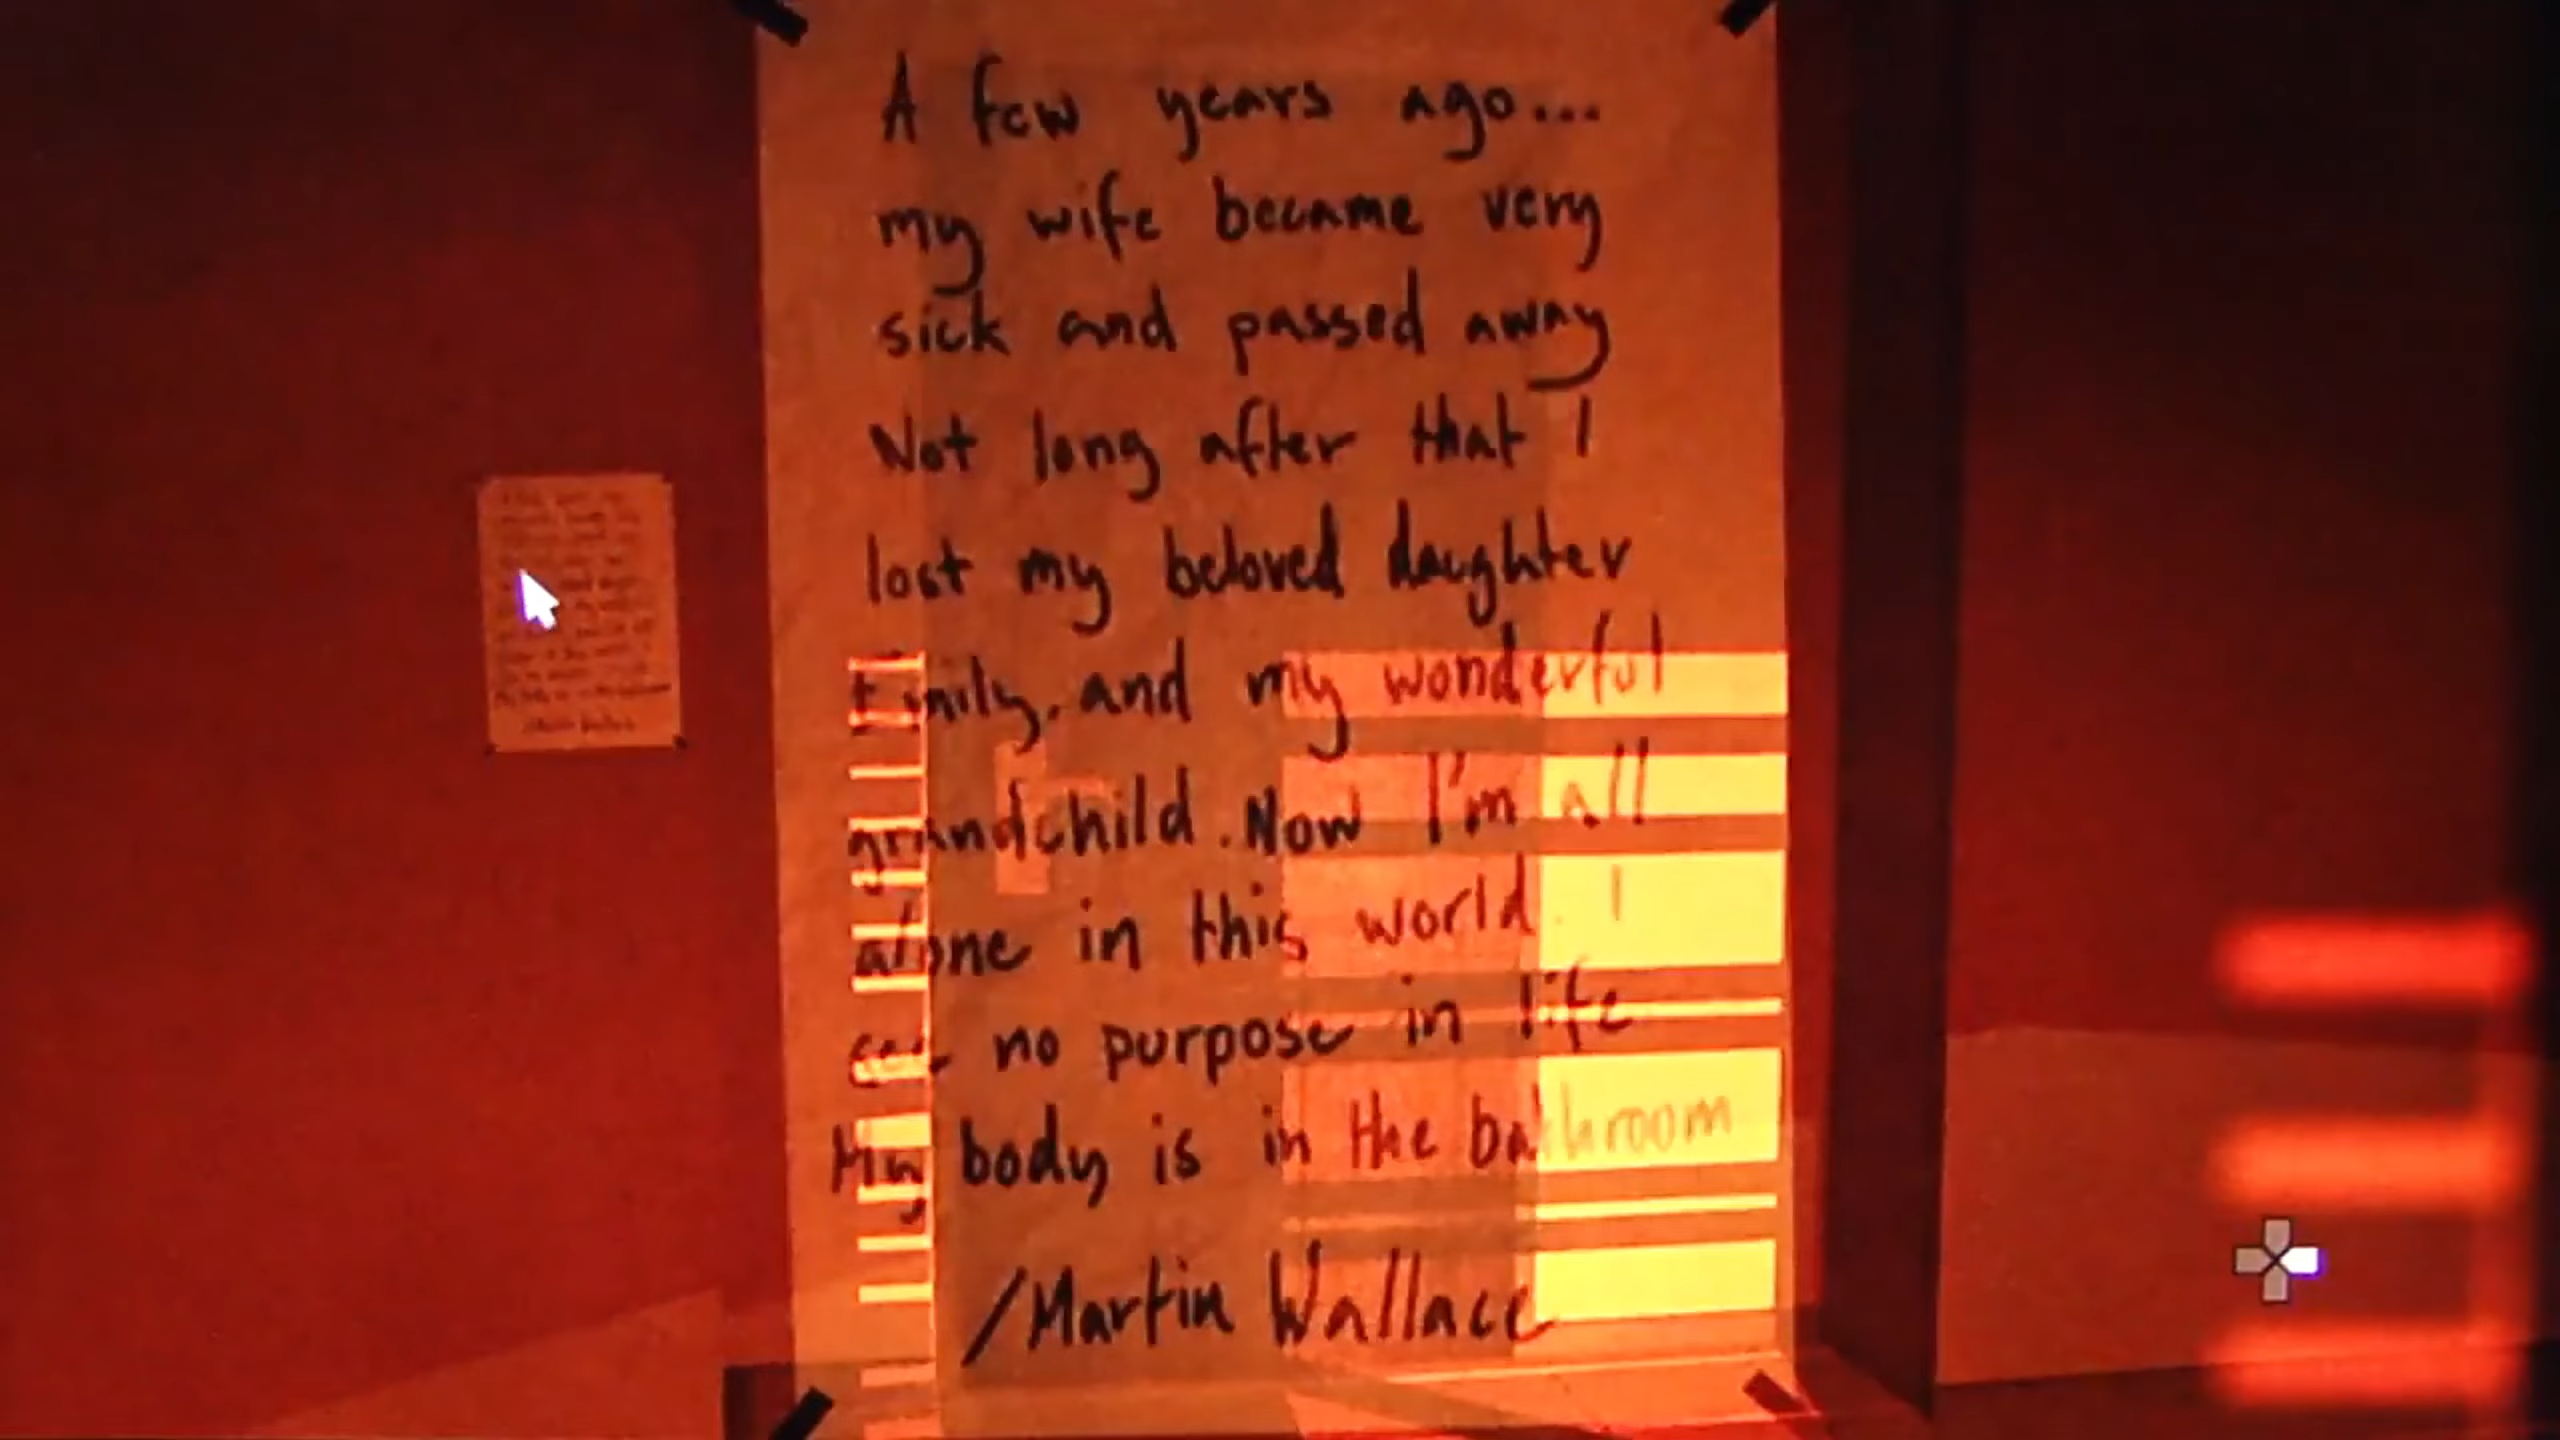 A few years ago...
my wife became very
sick and passed away
Not long after that I
lost my beloved daughter
Emily. and my wonderful
grandchild. Now I'm all
alone in this world. I
see no purpose in life
My body is in the bathroom
/Martin Wallace